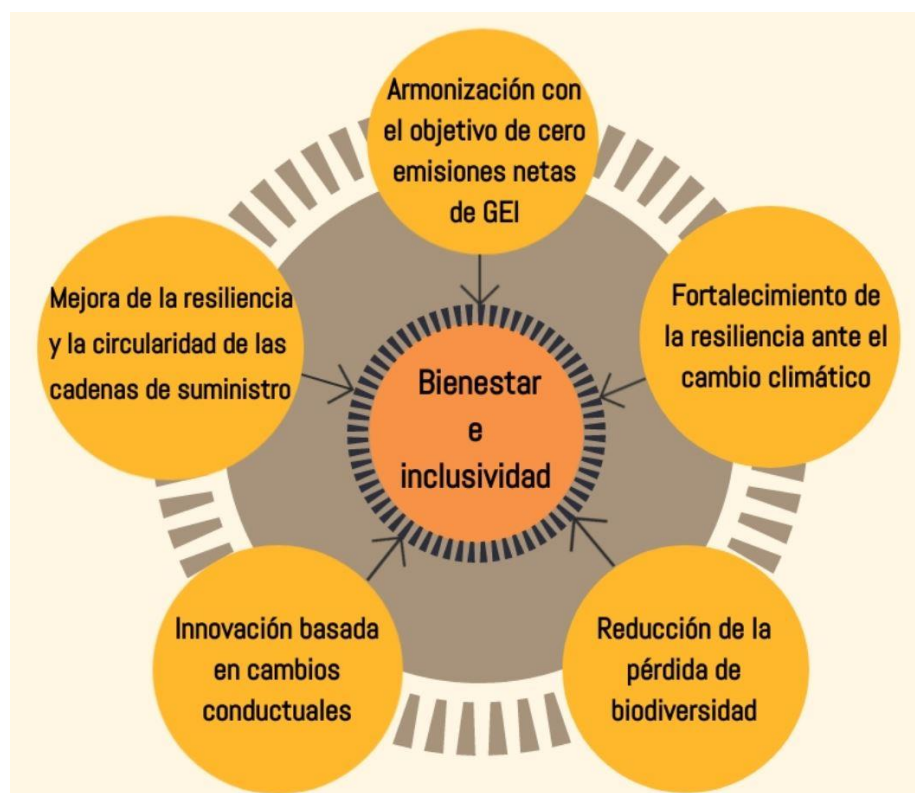 Armonización con
el objetivo de cero
emisiones netas
de GEI
Mejora de la resiliencia
y la circularidad de las
cadenas de suministro
Fortalecimiento de
la resiliencia ante el
cambio climático
Bienestar
e
inclusividad
Innovación basada
en cambios
conductuales
Reducción de la
pérdida de
biodiversidad